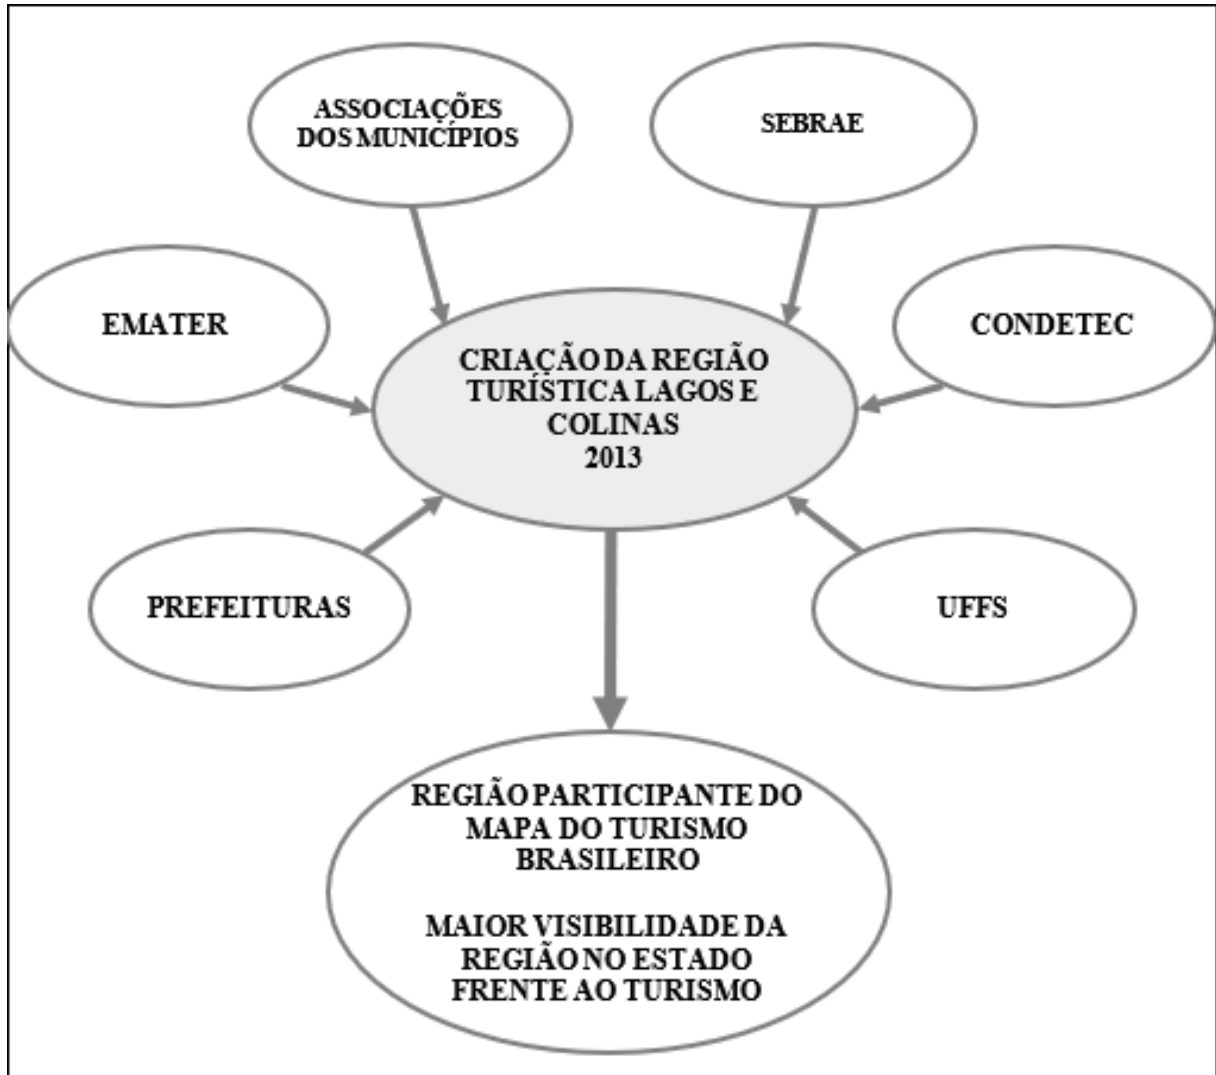 ASSOCIAÇÕES
DOS MUNICÍPIOS
SEBRAE
EMATER
CONDETEC
CRIAÇÃO DA REGIÃO
TURÍSTICA LAGOS E
COLINAS
2013
PREFEITURAS
UFFS
REGIÃO PARTICIPANTE DO
MAPA DO TURISMO
BRASILEIRO
MAIOR VISIBILIDADE DA
REGIÃO NO ESTADO
FRENTE AO TURISMO